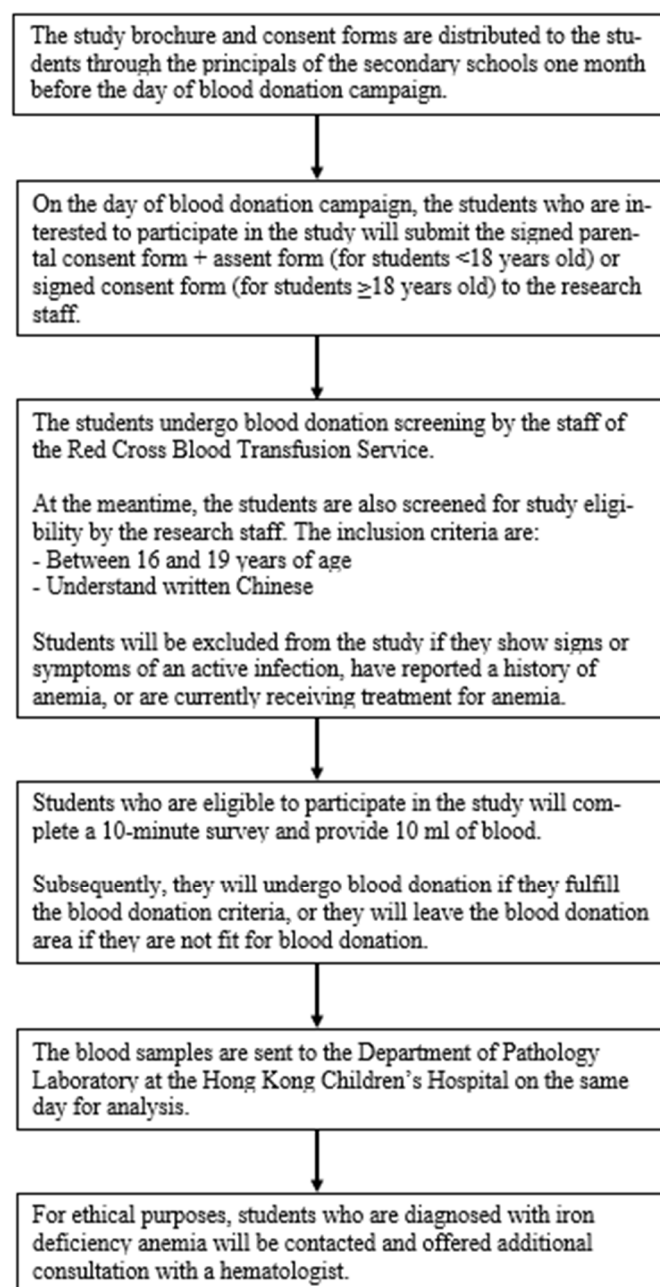 The study brochure and consent forms are distributed to the stu-
dents through the principals of the secondary schools one month
before the day of blood donation campaign.
On the day of blood donation campaign, the students who are in-
terested to participate in the study will submit the signed paren-
tal consent form + assent form (for students <18 years old) or
signed consent form (for students ≥18 years old) to the research
staff.
The students undergo blood donation screening by the staff of
the Red Cross Blood Transfusion Service.
At the meantime, the students are also screened for study eligi-
bility by the research staff. The inclusion criteria are:
- Between 16 and 19 years of age
- Understand written Chinese
Students will be excluded from the study if they show signs or
symptoms of an active infection, have reported a history of
anemia, or are currently receiving treatment for anemia.
Students who are eligible to participate in the study will com-
plete a 10-minute survey and provide 10 ml of blood.
Subsequently, they will undergo blood donation if they fulfill
the blood donation criteria, or they will leave the blood donation
area if they are not fit for blood donation.
The blood samples are sent to the Department of Pathology
Laboratory at the Hong Kong Children’s Hospital on the same
day for analysis.
For ethical purposes, students who are diagnosed with iron
deficiency anemia will be contacted and offered additional
consultation with a hematologist.